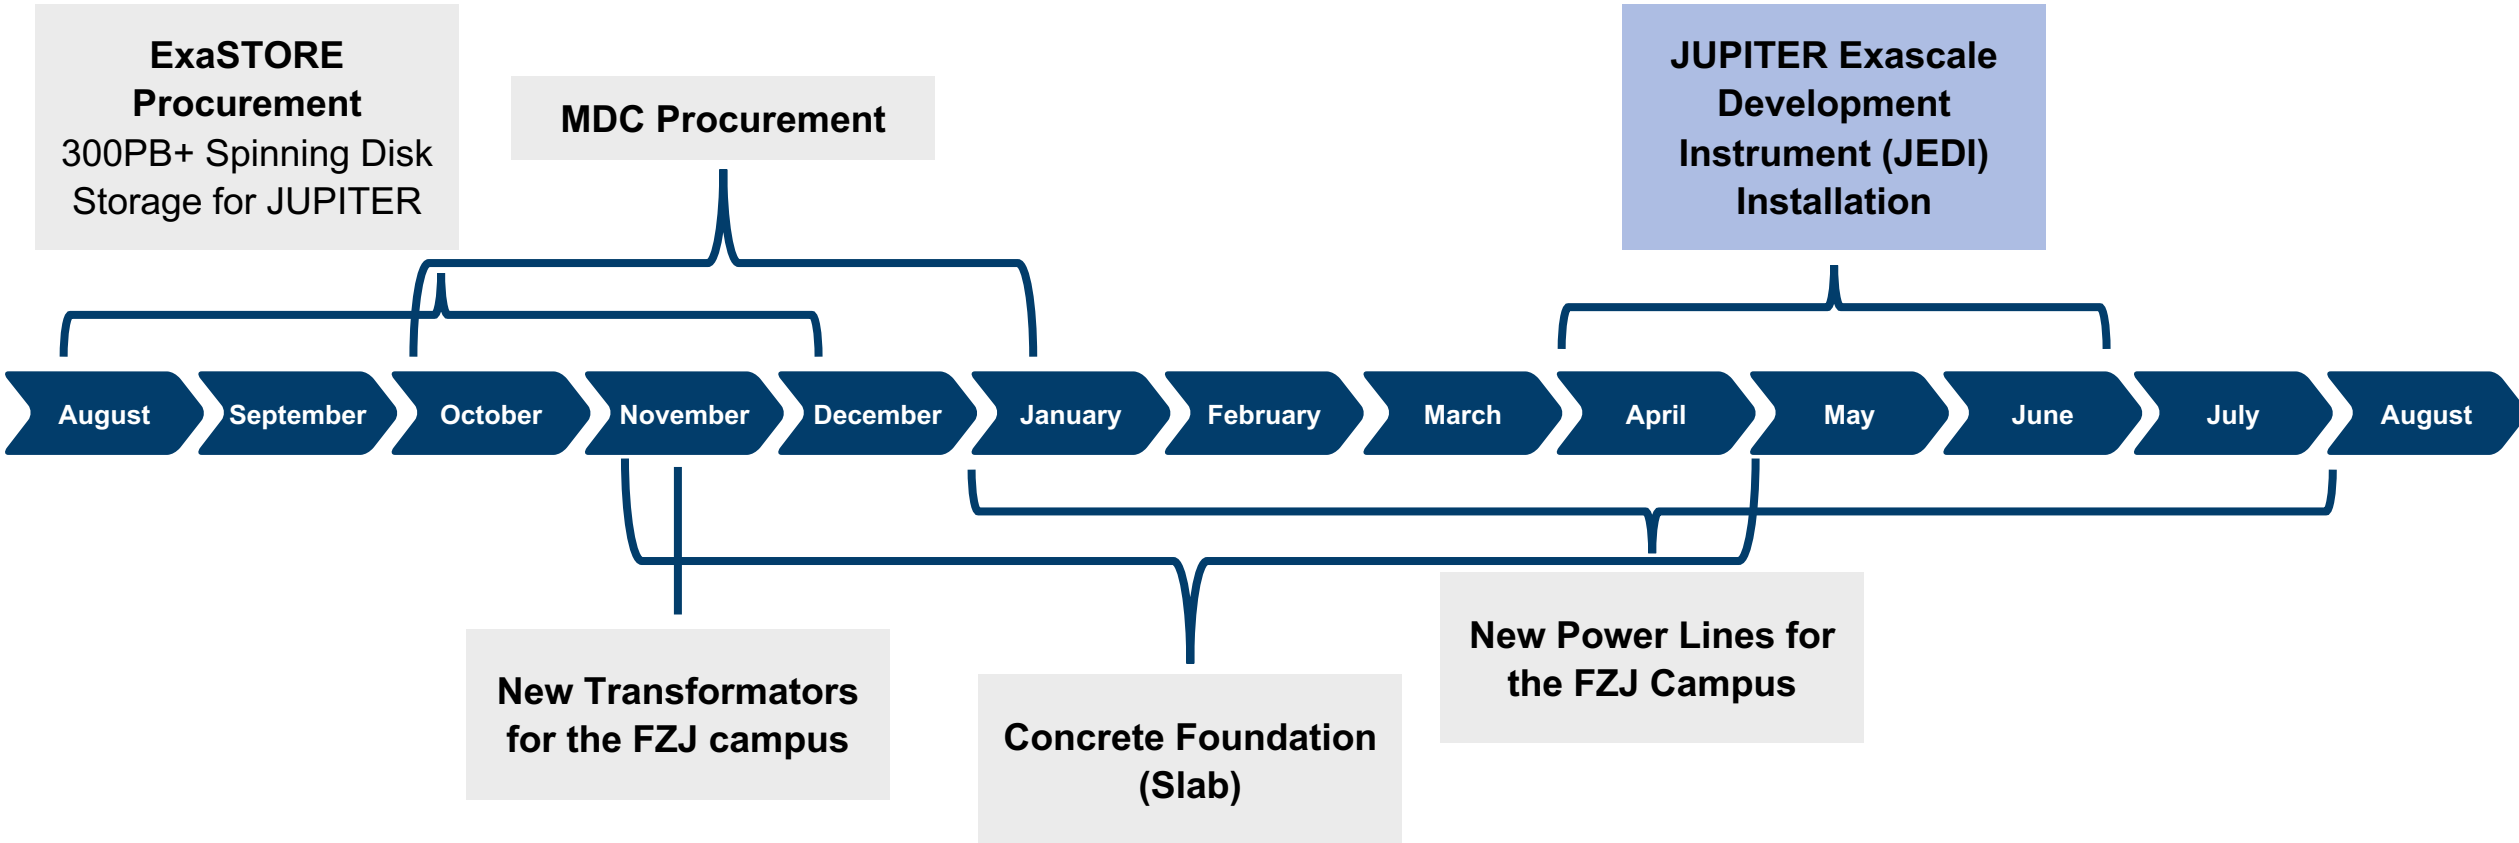 ExaSTORE
Procurement
300PB+ Spinning Disk
Storage for JUPITER
MDC Procurement
JUPITER Exascale
Development
Instrument (JEDI)
Installation
August
September
October
November
December
January
February
March
April
May
June
July
August
New Transformators
for the FZJ campus
Concrete Foundation
(Slab)
New Power Lines for
the FZJ Campus